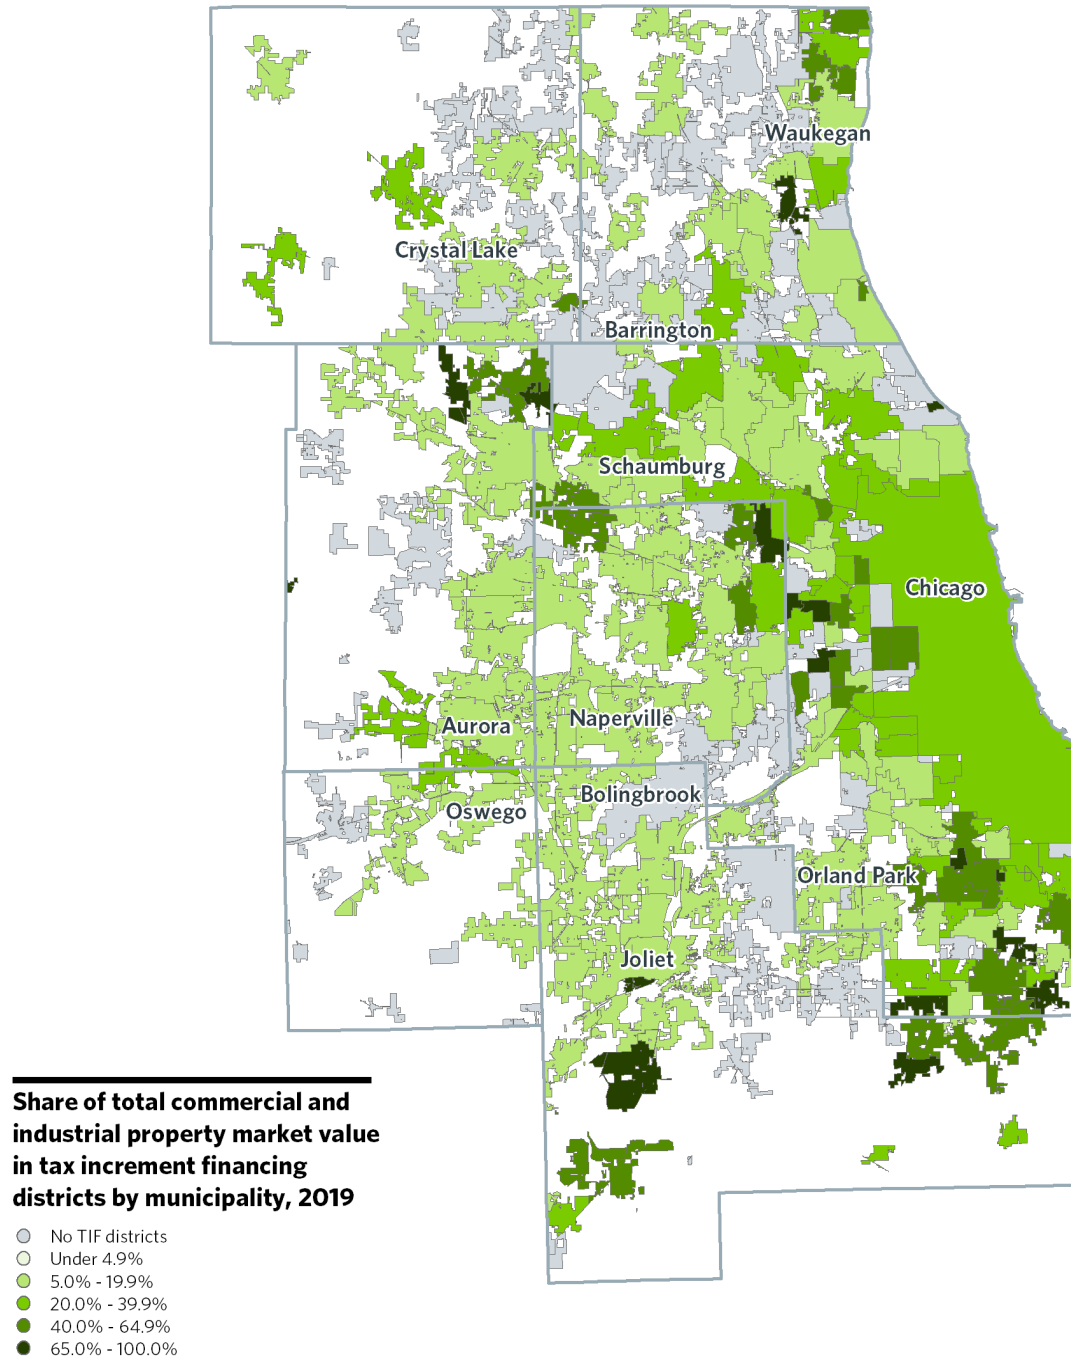 Waukegan
Crystal Lake
Barrington
Schaumburg
Chicago
Naperville
Aurora
Bolingbrook
Oswego
Orland Park
Joliet
Share of total commercial and
industrial property market value
in tax increment financing
districts by municipality, 2019
No TIF districts
Under 4.9%
5.0% - 19.9%
20.0% - 39.9%
40.0% - 64.9%
65.0% - 100.0%